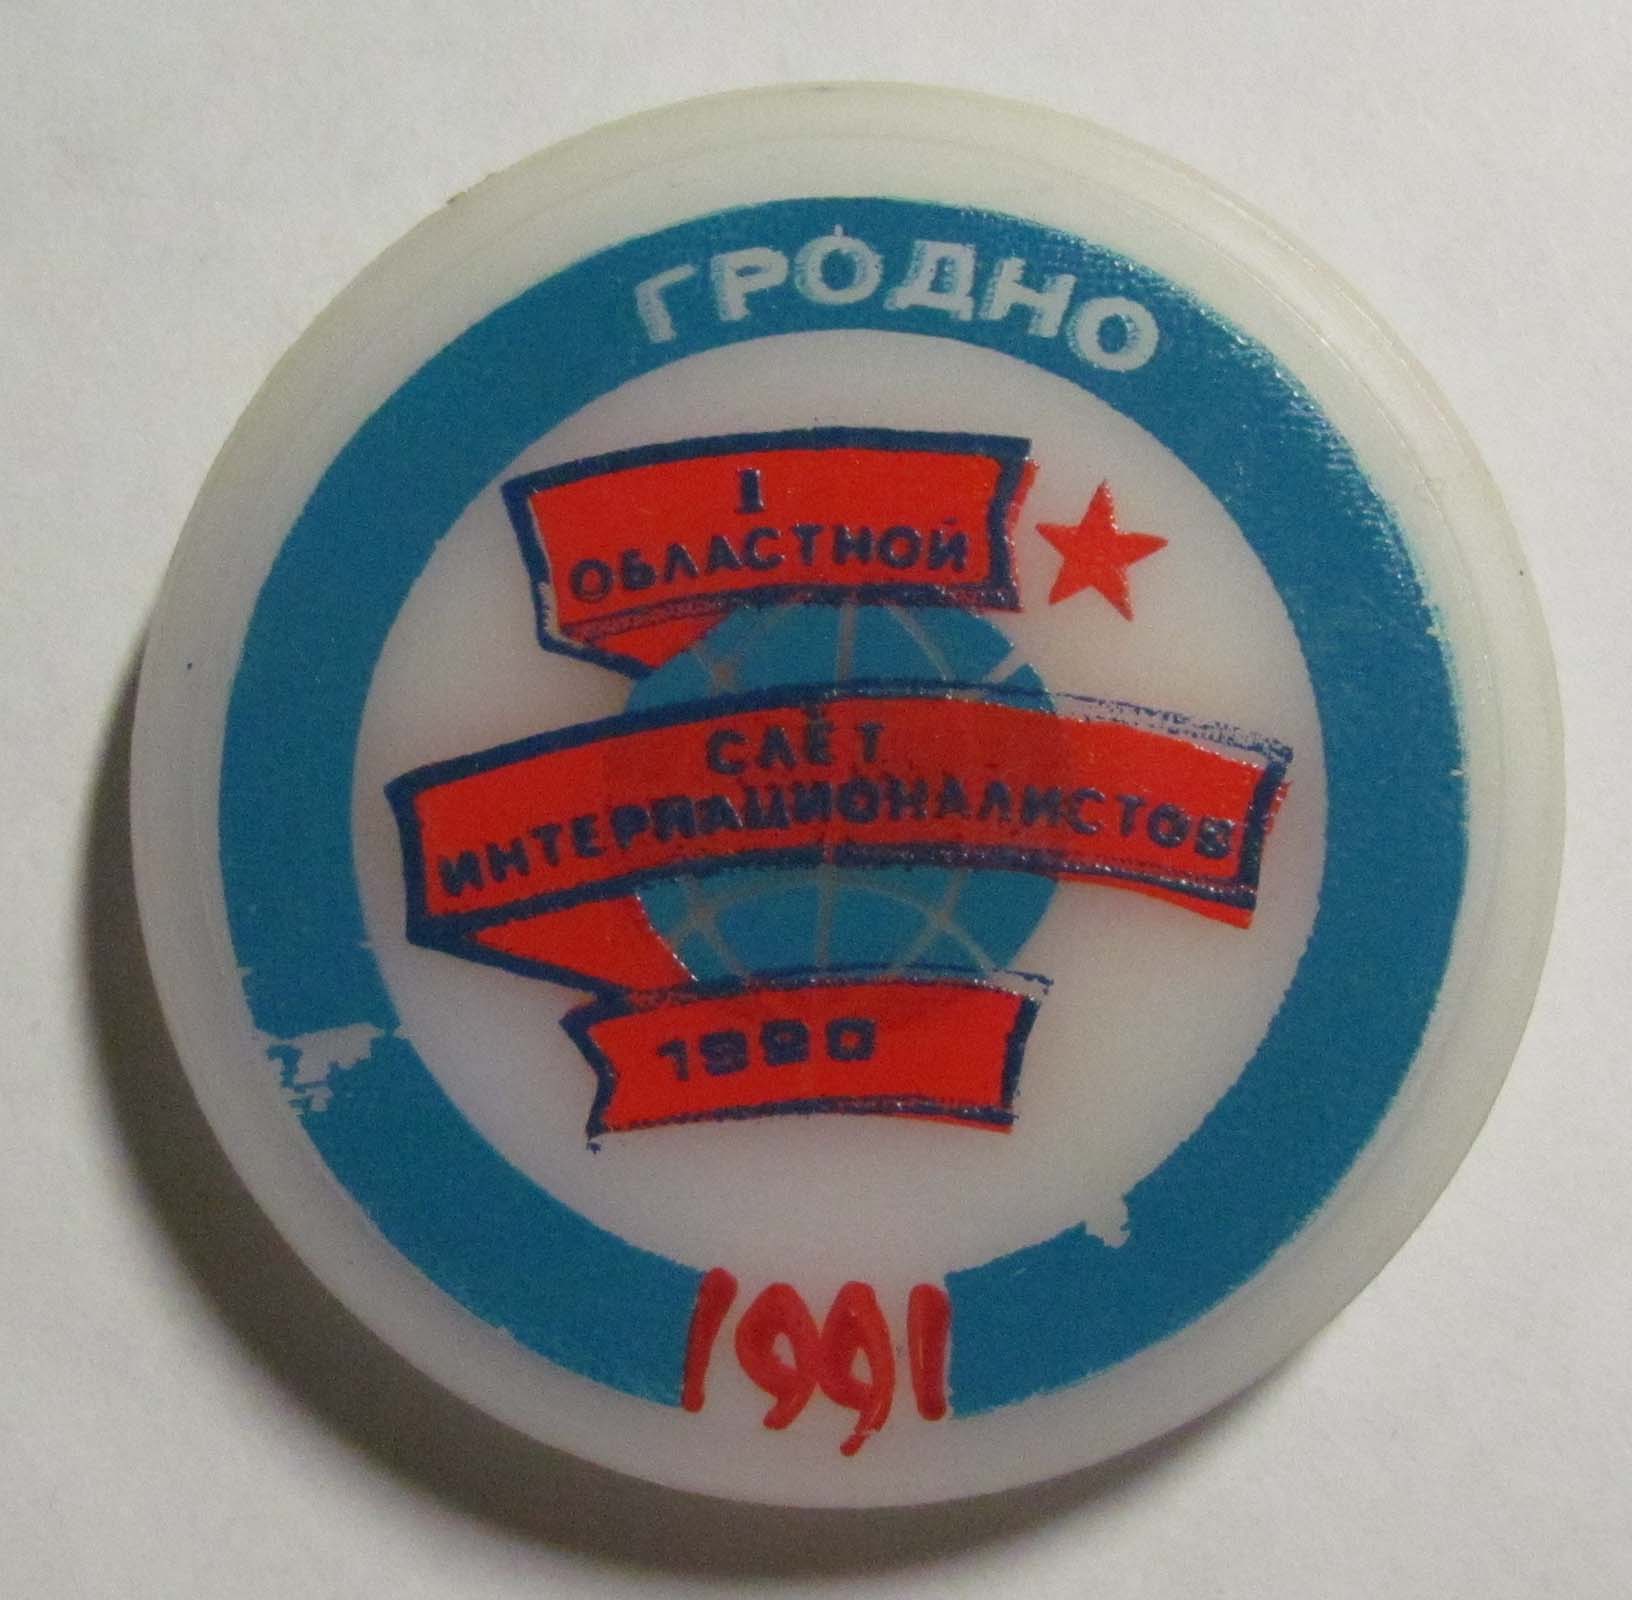 ГРОДНО
I
ОБЛАСТНОЙ
СЛЁТ
ИНТЕРНАЦИОНАЛИСТОВ
1990
1991